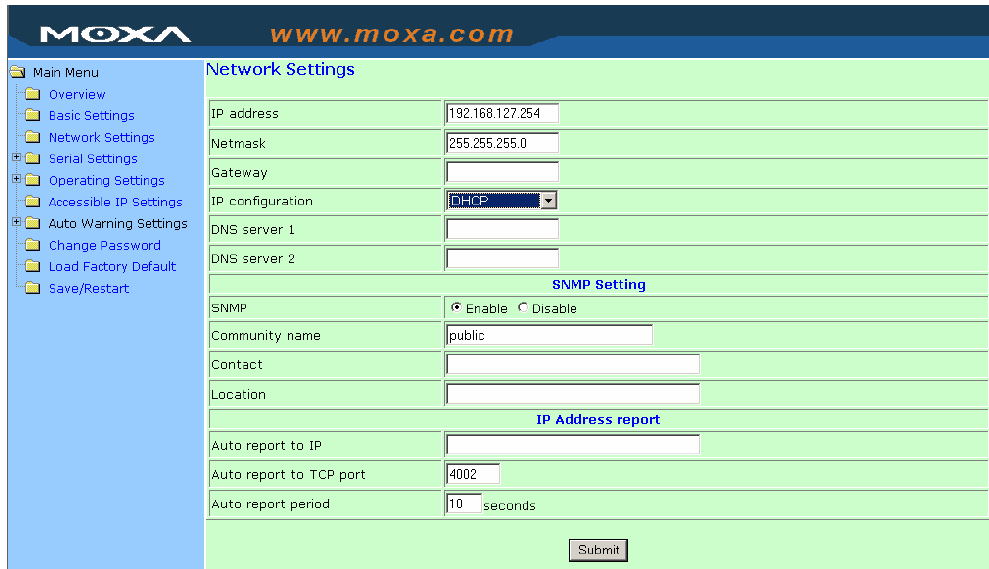 MOXA www.moxa.com
Main Menu
Overview
Basic Settings
Network Settings
Serial Settings
Operating Settings
Accessible IP Settings
Auto Warning Settings
Change Password
Load Factory Default
Save/Restart
Network Settings
IP address 192.168.127.254
Netmask 255.255.255.0
Gateway
IP configuration DHCP
DNS server 1
DNS server 2
SNMP Setting
SNMP Enable Disable
Community name public
Contact
Location
IP Address report
Auto report to IP
Auto report to TCP port 4002
Auto report period 10 seconds
Submit